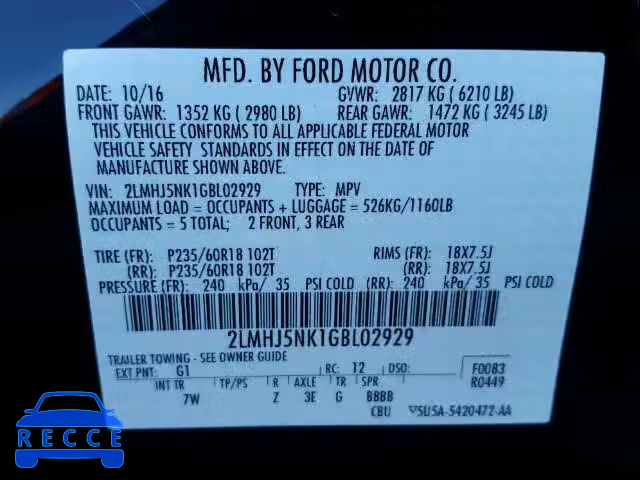 MFD. BY FORD MOTOR CO.
DATE: 10/16 GVWR: 2817 KG ( 6210 LB)
FRONT GAWR: 1352 KG ( 2980 LB) REAR GAWR: 1472 KG ( 3245 LB)
THIS VEHICLE CONFORMS TO ALL APPLICABLE FEDERAL MOTOR
VEHICLE SAFETY STANDARDS IN EFFECT ON THE DATE OF
MANUFACTURE SHOWN ABOVE.
VIN: 2LMHJ5NK1GBL02929 TYPE: MPV
MAXIMUM LOAD = OCCUPANTS + LUGGAGE = 526KG/1160LB
OCCUPANTS = 5 TOTAL; 2 FRONT, 3 REAR
TIRE (FR): P235/60R18 102T RIMS (FR): 18X7.5J
(RR): P235/60R18 102T (RR): 18X7.5J
PRESSURE (FR): 240 kPa/ 35 PSI COLD (RR): 240 kPa/ 35 PSI COLD
2LMHJ5NK1GBL02929
TRAILER TOWING - SEE OWNER GUIDE
EXT PNT: G1 RC: 12 DSO: F0083
R0449
INT TR TP/PS R AXLE TR SPR
7W Z 3E G BBBB
CBU 5U5A-5420472-AA
RECCE